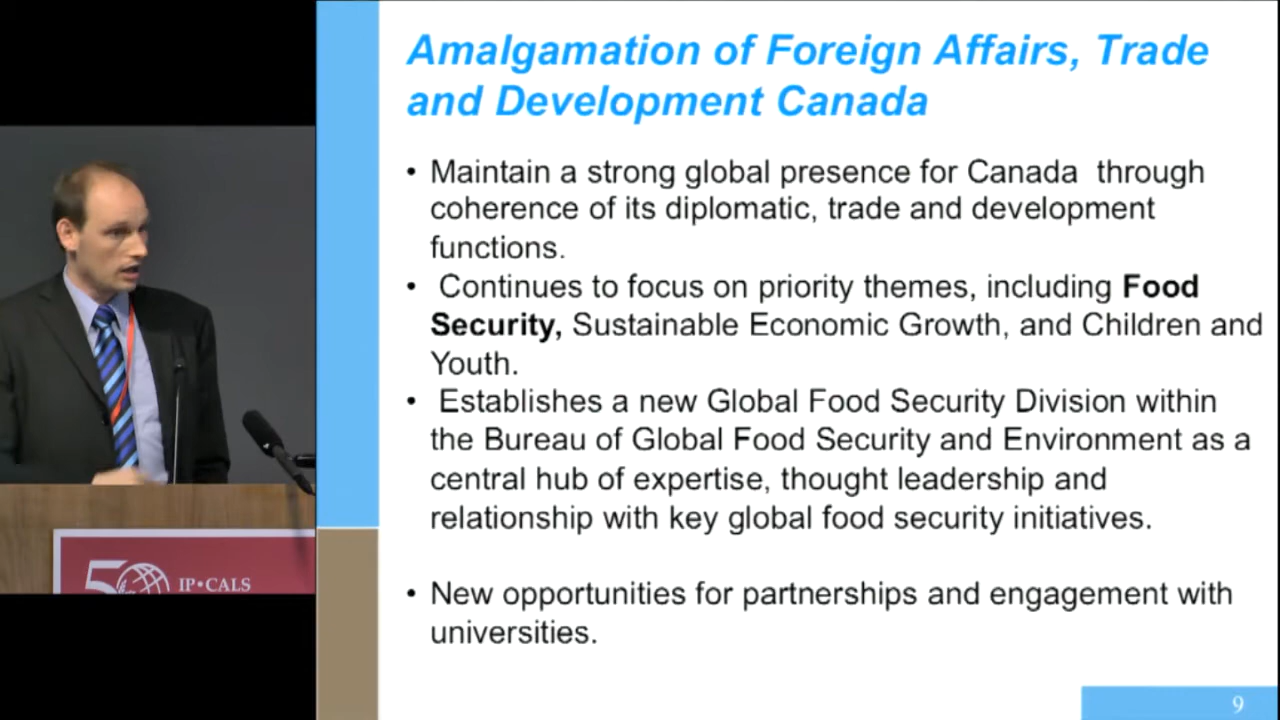 Amalgamation of Foreign Affairs, Trade
and Development Canada
• Maintain a strong global presence for Canada through
coherence of its diplomatic, trade and development
functions.
• Continues to focus on priority themes, including Food
Security, Sustainable Economic Growth, and Children and
Youth.
• Establishes a new Global Food Security Division within
the Bureau of Global Food Security and Environment as a
central hub of expertise, thought leadership and
relationship with key global food security initiatives.
• New opportunities for partnerships and engagement with
universities.
9
50 IP•CALS